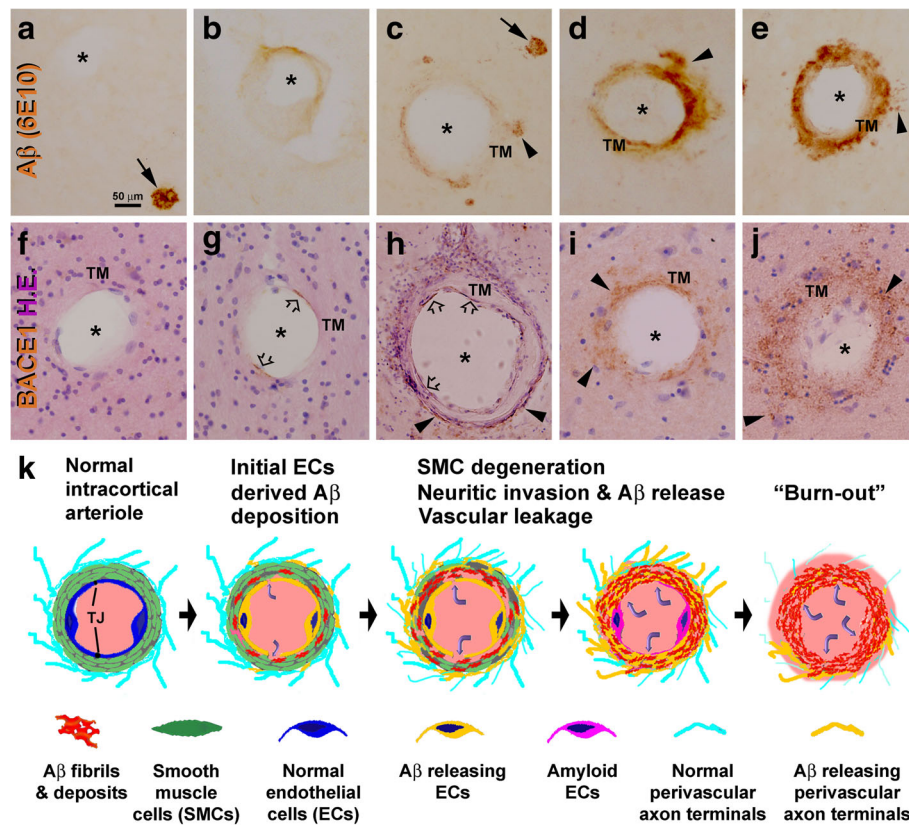 a
b
c
d
e
*
*
*
*
*
TM
TM
TM
50 µm
Aβ (6E10)
f
g
h
i
j
TM
TM
TM
TM
TM
*
*
*
*
*
BACE1 H.E.
k
Normal
intracortical
arteriole
Initial ECs
derived Aβ
deposition
SMC degeneration
Neuritic invasion & Aβ release
Vascular leakage
“Burn-out”
TJ
Aβ fibrils
& deposits
Smooth
muscle
cells (SMCs)
Normal
endothelial
cells (ECs)
Aβ releasing
ECs
Amyloid
ECs
Normal
perivascular
axon terminals
Aβ releasing
perivascular
axon terminals